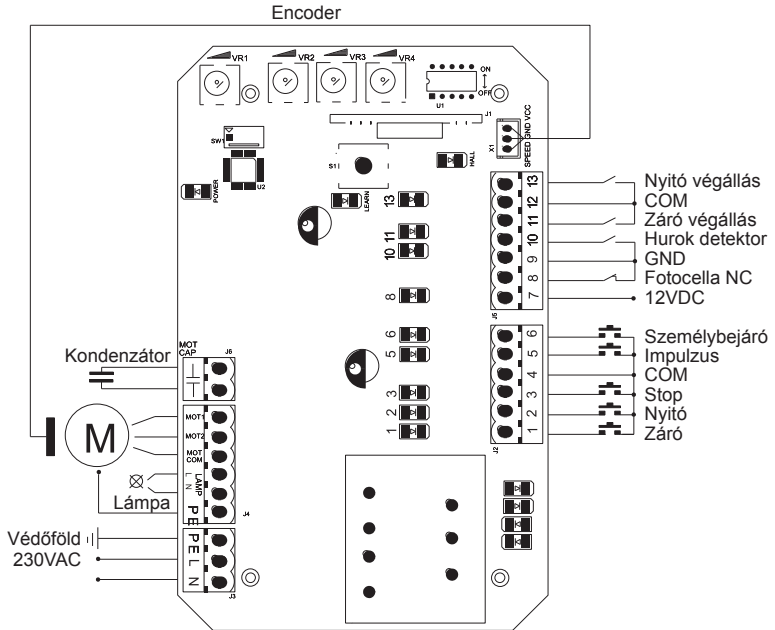 Encoder
VR1
VR2
VR3
VR4
ON
OFF
U1
J1
SW1
U2
S1
POWER
LEARN
HALL
X1
SPEED GND VCC
13
11
10
8
6
5
3
2
1
13 Nyitó végállás
12 COM
11 Záró végállás
10 Hurok detektor
9 GND
8 Fotocella NC
7 12VDC
J5
6 Személybejáró
5 Impulzus
4 COM
3 Stop
2 Nyitó
1 Záró
J2
MOT CAP
J6
Kondenzátor
M
MOT1
MOT2
MOT COM
L
N
LAMP
Lámpa
PE
J4
Védőföld
230VAC
PE
L
N
J3